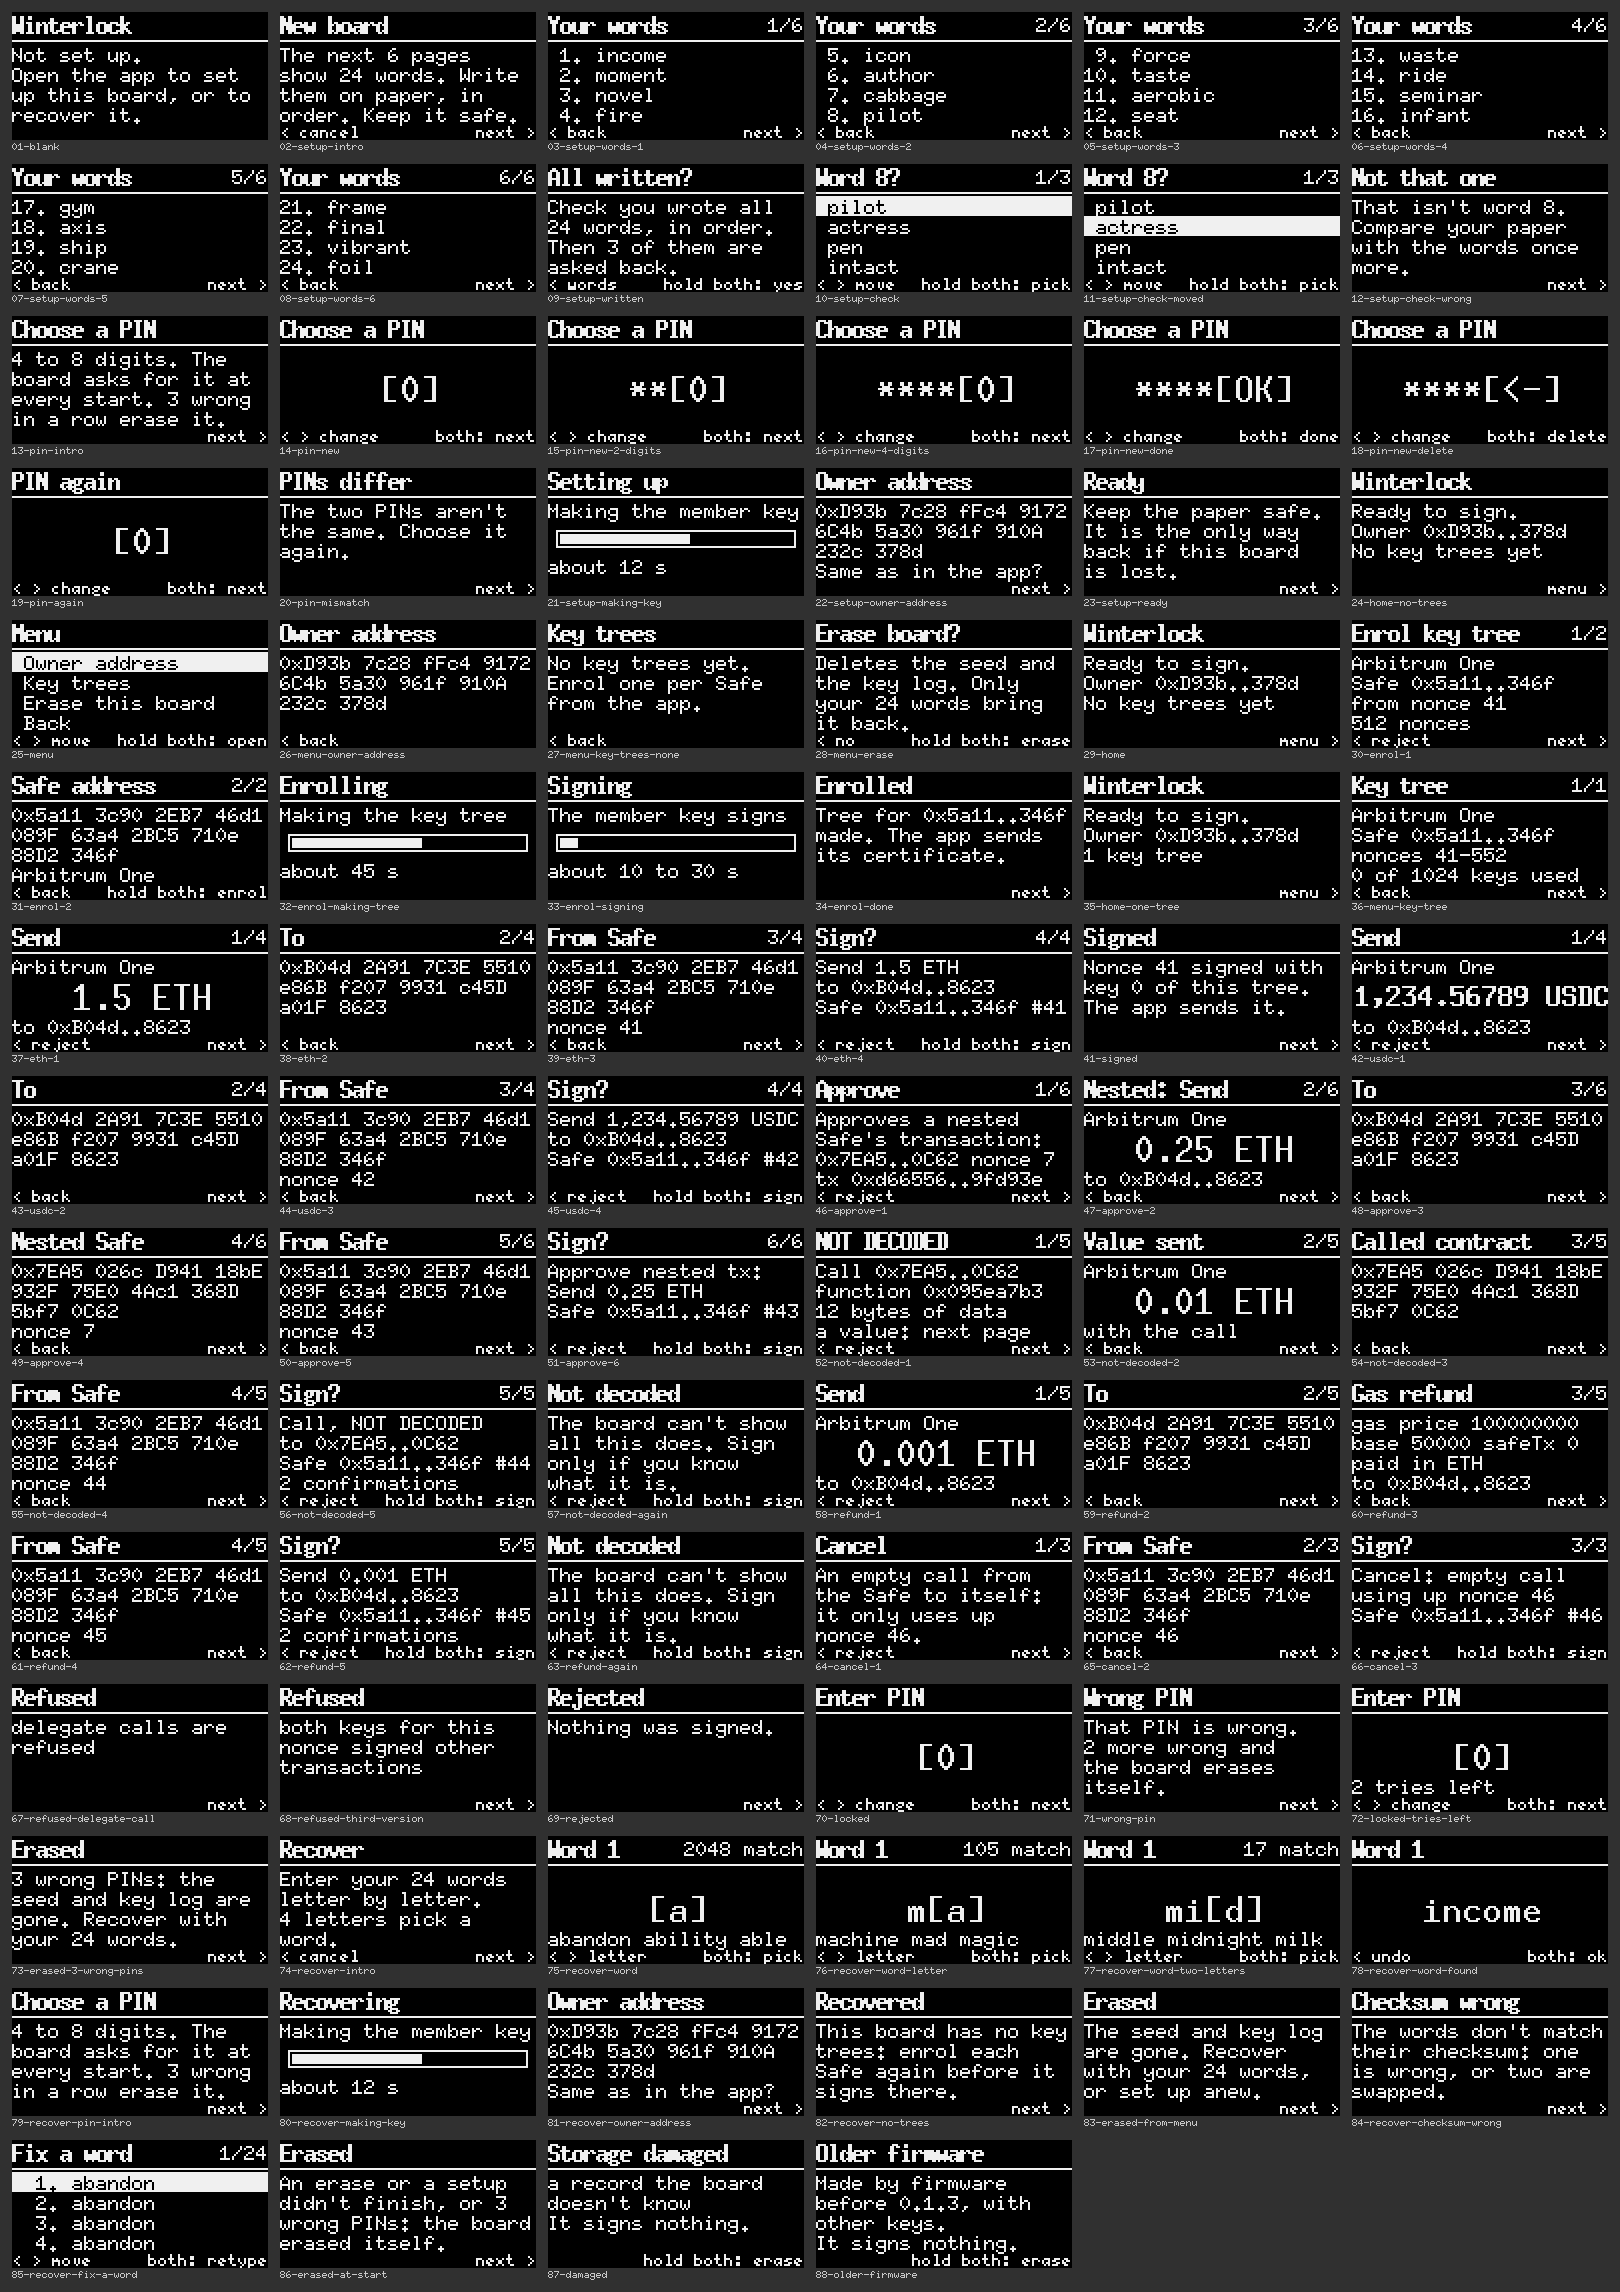 Winterlock
Not set up.
Open the app to set
up this board, or to
recover it.
01-blank
New board
The next 6 pages
show 24 words. Write
them on paper, in
order. Keep it safe.
< cancel next >
02-setup-intro
Your words 1/6
1. income
2. moment
3. novel
4. fire
< back next >
03-setup-words-1
Your words 2/6
5. icon
6. author
7. cabbage
8. pilot
< back next >
04-setup-words-2
Your words 3/6
9. force
10. taste
11. aerobic
12. seat
< back next >
05-setup-words-3
Your words 4/6
13. waste
14. ride
15. seminar
16. infant
< back next >
06-setup-words-4
Your words 5/6
17. gym
18. axis
19. ship
20. crane
< back next >
07-setup-words-5
Your words 6/6
21. frame
22. final
23. vibrant
24. foil
< back next >
08-setup-words-6
All written?
Check you wrote all
24 words, in order.
Then 3 of them are
asked back.
< words hold both: yes
09-setup-written
Word 8? 1/3
pilot
actress
pen
intact
< > move hold both: pick
10-setup-check
Word 8? 1/3
pilot
actress
pen
intact
< > move hold both: pick
11-setup-check-moved
Not that one
That isn't word 8.
Compare your paper
with the words once
more.
next >
12-setup-check-wrong
Choose a PIN
4 to 8 digits. The
board asks for it at
every start. 3 wrong
in a row erase it.
next >
13-pin-intro
Choose a PIN
[0]
< > change both: next
14-pin-new
Choose a PIN
**[0]
< > change both: next
15-pin-new-2-digits
Choose a PIN
****[0]
< > change both: next
16-pin-new-4-digits
Choose a PIN
****[OK]
< > change both: done
17-pin-new-done
Choose a PIN
****[<-]
< > change both: delete
18-pin-new-delete
PIN again
[0]
< > change both: next
19-pin-again
PINs differ
The two PINs aren't
the same. Choose it
again.
next >
20-pin-mismatch
Setting up
Making the member key
about 12 s
21-setup-making-key
Owner address
0xD93b 7c28 fFc4 9172
6C4b 5a30 961f 910A
232c 378d
Same as in the app?
next >
22-setup-owner-address
Ready
Keep the paper safe.
It is the only way
back if this board
is lost.
next >
23-setup-ready
Winterlock
Ready to sign.
Owner 0xD93b..378d
No key trees yet
menu >
24-home-no-trees
Menu
Owner address
Key trees
Erase this board
Back
< > move hold both: open
25-menu
Owner address
0xD93b 7c28 fFc4 9172
6C4b 5a30 961f 910A
232c 378d
< back
26-menu-owner-address
Key trees
No key trees yet.
Enrol one per Safe
from the app.
< back
27-menu-key-trees-none
Erase board?
Deletes the seed and
the key log. Only
your 24 words bring
it back.
< no hold both: erase
28-menu-erase
Winterlock
Ready to sign.
Owner 0xD93b..378d
No key trees yet
menu >
29-home
Enrol key tree 1/2
Arbitrum One
Safe 0x5a11..346f
from nonce 41
512 nonces
< reject next >
30-enrol-1
Safe address 2/2
0x5a11 3c90 2EB7 46d1
089F 63a4 2BC5 710e
88D2 346f
Arbitrum One
< back hold both: enrol
31-enrol-2
Enrolling
Making the key tree
about 45 s
32-enrol-making-tree
Signing
The member key signs
about 10 to 30 s
33-enrol-signing
Enrolled
Tree for 0x5a11..346f
made. The app sends
its certificate.
next >
34-enrol-done
Winterlock
Ready to sign.
Owner 0xD93b..378d
1 key tree
menu >
35-home-one-tree
Key tree 1/1
Arbitrum One
Safe 0x5a11..346f
nonces 41-552
0 of 1024 keys used
< back next >
36-menu-key-tree
Send 1/4
Arbitrum One
1.5 ETH
to 0xB04d..8623
< reject next >
37-eth-1
To 2/4
0xB04d 2A91 7C3E 5510
e86B f207 9931 c45D
a01F 8623
< back next >
38-eth-2
From Safe 3/4
0x5a11 3c90 2EB7 46d1
089F 63a4 2BC5 710e
88D2 346f
nonce 41
< back next >
39-eth-3
Sign? 4/4
Send 1.5 ETH
to 0xB04d..8623
Safe 0x5a11..346f #41
< reject hold both: sign
40-eth-4
Signed
Nonce 41 signed with
key 0 of this tree.
The app sends it.
next >
41-signed
Send 1/4
Arbitrum One
1,234.56789 USDC
to 0xB04d..8623
< reject next >
42-usdc-1
To 2/4
0xB04d 2A91 7C3E 5510
e86B f207 9931 c45D
a01F 8623
< back next >
43-usdc-2
From Safe 3/4
0x5a11 3c90 2EB7 46d1
089F 63a4 2BC5 710e
88D2 346f
nonce 42
< back next >
44-usdc-3
Sign? 4/4
Send 1,234.56789 USDC
to 0xB04d..8623
Safe 0x5a11..346f #42
< reject hold both: sign
45-usdc-4
Approve 1/6
Approves a nested
Safe's transaction:
0x7EA5..0C62 nonce 7
tx 0xd66556..9fd93e
< reject next >
46-approve-1
Nested: Send 2/6
Arbitrum One
0.25 ETH
to 0xB04d..8623
< back next >
47-approve-2
To 3/6
0xB04d 2A91 7C3E 5510
e86B f207 9931 c45D
a01F 8623
< back next >
48-approve-3
Nested Safe 4/6
0x7EA5 026c D941 18bE
932F 75E0 4Ac1 368D
5bf7 0C62
nonce 7
< back next >
49-approve-4
From Safe 5/6
0x5a11 3c90 2EB7 46d1
089F 63a4 2BC5 710e
88D2 346f
nonce 43
< back next >
50-approve-5
Sign? 6/6
Approve nested tx:
Send 0.25 ETH
Safe 0x5a11..346f #43
< reject hold both: sign
51-approve-6
NOT DECODED 1/5
Call 0x7EA5..0C62
function 0x095ea7b3
12 bytes of data
a value: next page
< reject next >
52-not-decoded-1
Value sent 2/5
Arbitrum One
0.01 ETH
with the call
< back next >
53-not-decoded-2
Called contract 3/5
0x7EA5 026c D941 18bE
932F 75E0 4Ac1 368D
5bf7 0C62
< back next >
54-not-decoded-3
From Safe 4/5
0x5a11 3c90 2EB7 46d1
089F 63a4 2BC5 710e
88D2 346f
nonce 44
< back next >
55-not-decoded-4
Sign? 5/5
Call, NOT DECODED
to 0x7EA5..0C62
Safe 0x5a11..346f #44
2 confirmations
< reject hold both: sign
56-not-decoded-5
Not decoded
The board can't show
all this does. Sign
only if you know
what it is.
< reject hold both: sign
57-not-decoded-again
Send 1/5
Arbitrum One
0.001 ETH
to 0xB04d..8623
< reject next >
58-refund-1
To 2/5
0xB04d 2A91 7C3E 5510
e86B f207 9931 c45D
a01F 8623
< back next >
59-refund-2
Gas refund 3/5
gas price 100000000
base 50000 safeTx 0
paid in ETH
to 0xB04d..8623
< back next >
60-refund-3
From Safe 4/5
0x5a11 3c90 2EB7 46d1
089F 63a4 2BC5 710e
88D2 346f
nonce 45
< back next >
61-refund-4
Sign? 5/5
Send 0.001 ETH
to 0xB04d..8623
Safe 0x5a11..346f #45
2 confirmations
< reject hold both: sign
62-refund-5
Not decoded
The board can't show
all this does. Sign
only if you know
what it is.
< reject hold both: sign
63-refund-again
Cancel 1/3
An empty call from
the Safe to itself:
it only uses up
nonce 46.
< reject next >
64-cancel-1
From Safe 2/3
0x5a11 3c90 2EB7 46d1
089F 63a4 2BC5 710e
88D2 346f
nonce 46
< back next >
65-cancel-2
Sign? 3/3
Cancel: empty call
using up nonce 46
Safe 0x5a11..346f #46
< reject hold both: sign
66-cancel-3
Refused
delegate calls are
refused
next >
67-refused-delegate-call
Refused
both keys for this
nonce signed other
transactions
next >
68-refused-third-version
Rejected
Nothing was signed.
next >
69-rejected
Enter PIN
[0]
< > change both: next
70-locked
Wrong PIN
That PIN is wrong.
2 more wrong and
the board erases
itself.
next >
71-wrong-pin
Enter PIN
[0]
2 tries left
< > change both: next
72-locked-tries-left
Erased
3 wrong PINs: the
seed and key log are
gone. Recover with
your 24 words.
next >
73-erased-3-wrong-pins
Recover
Enter your 24 words
letter by letter.
4 letters pick a
word.
< cancel next >
74-recover-intro
Word 1 2048 match
[a]
abandon ability able
< > letter both: pick
75-recover-word
Word 1 105 match
m[a]
machine mad magic
< > letter both: pick
76-recover-word-letter
Word 1 17 match
mi[d]
middle midnight milk
< > letter both: pick
77-recover-word-two-letters
Word 1
income
< undo both: ok
78-recover-word-found
Choose a PIN
4 to 8 digits. The
board asks for it at
every start. 3 wrong
in a row erase it.
next >
79-recover-pin-intro
Recovering
Making the member key
about 12 s
80-recover-making-key
Owner address
0xD93b 7c28 fFc4 9172
6C4b 5a30 961f 910A
232c 378d
Same as in the app?
next >
81-recover-owner-address
Recovered
This board has no key
trees: enrol each
Safe again before it
signs there.
next >
82-recover-no-trees
Erased
The seed and key log
are gone. Recover
with your 24 words,
or set up anew.
next >
83-erased-from-menu
Checksum wrong
The words don't match
their checksum: one
is wrong, or two are
swapped.
next >
84-recover-checksum-wrong
Fix a word 1/24
1. abandon
2. abandon
3. abandon
4. abandon
< > move both: retype
85-recover-fix-a-word
Erased
An erase or a setup
didn't finish, or 3
wrong PINs: the board
erased itself.
next >
86-erased-at-start
Storage damaged
a record the board
doesn't know
It signs nothing.
hold both: erase
87-damaged
Older firmware
Made by firmware
before 0.1.3, with
other keys.
It signs nothing.
hold both: erase
88-older-firmware